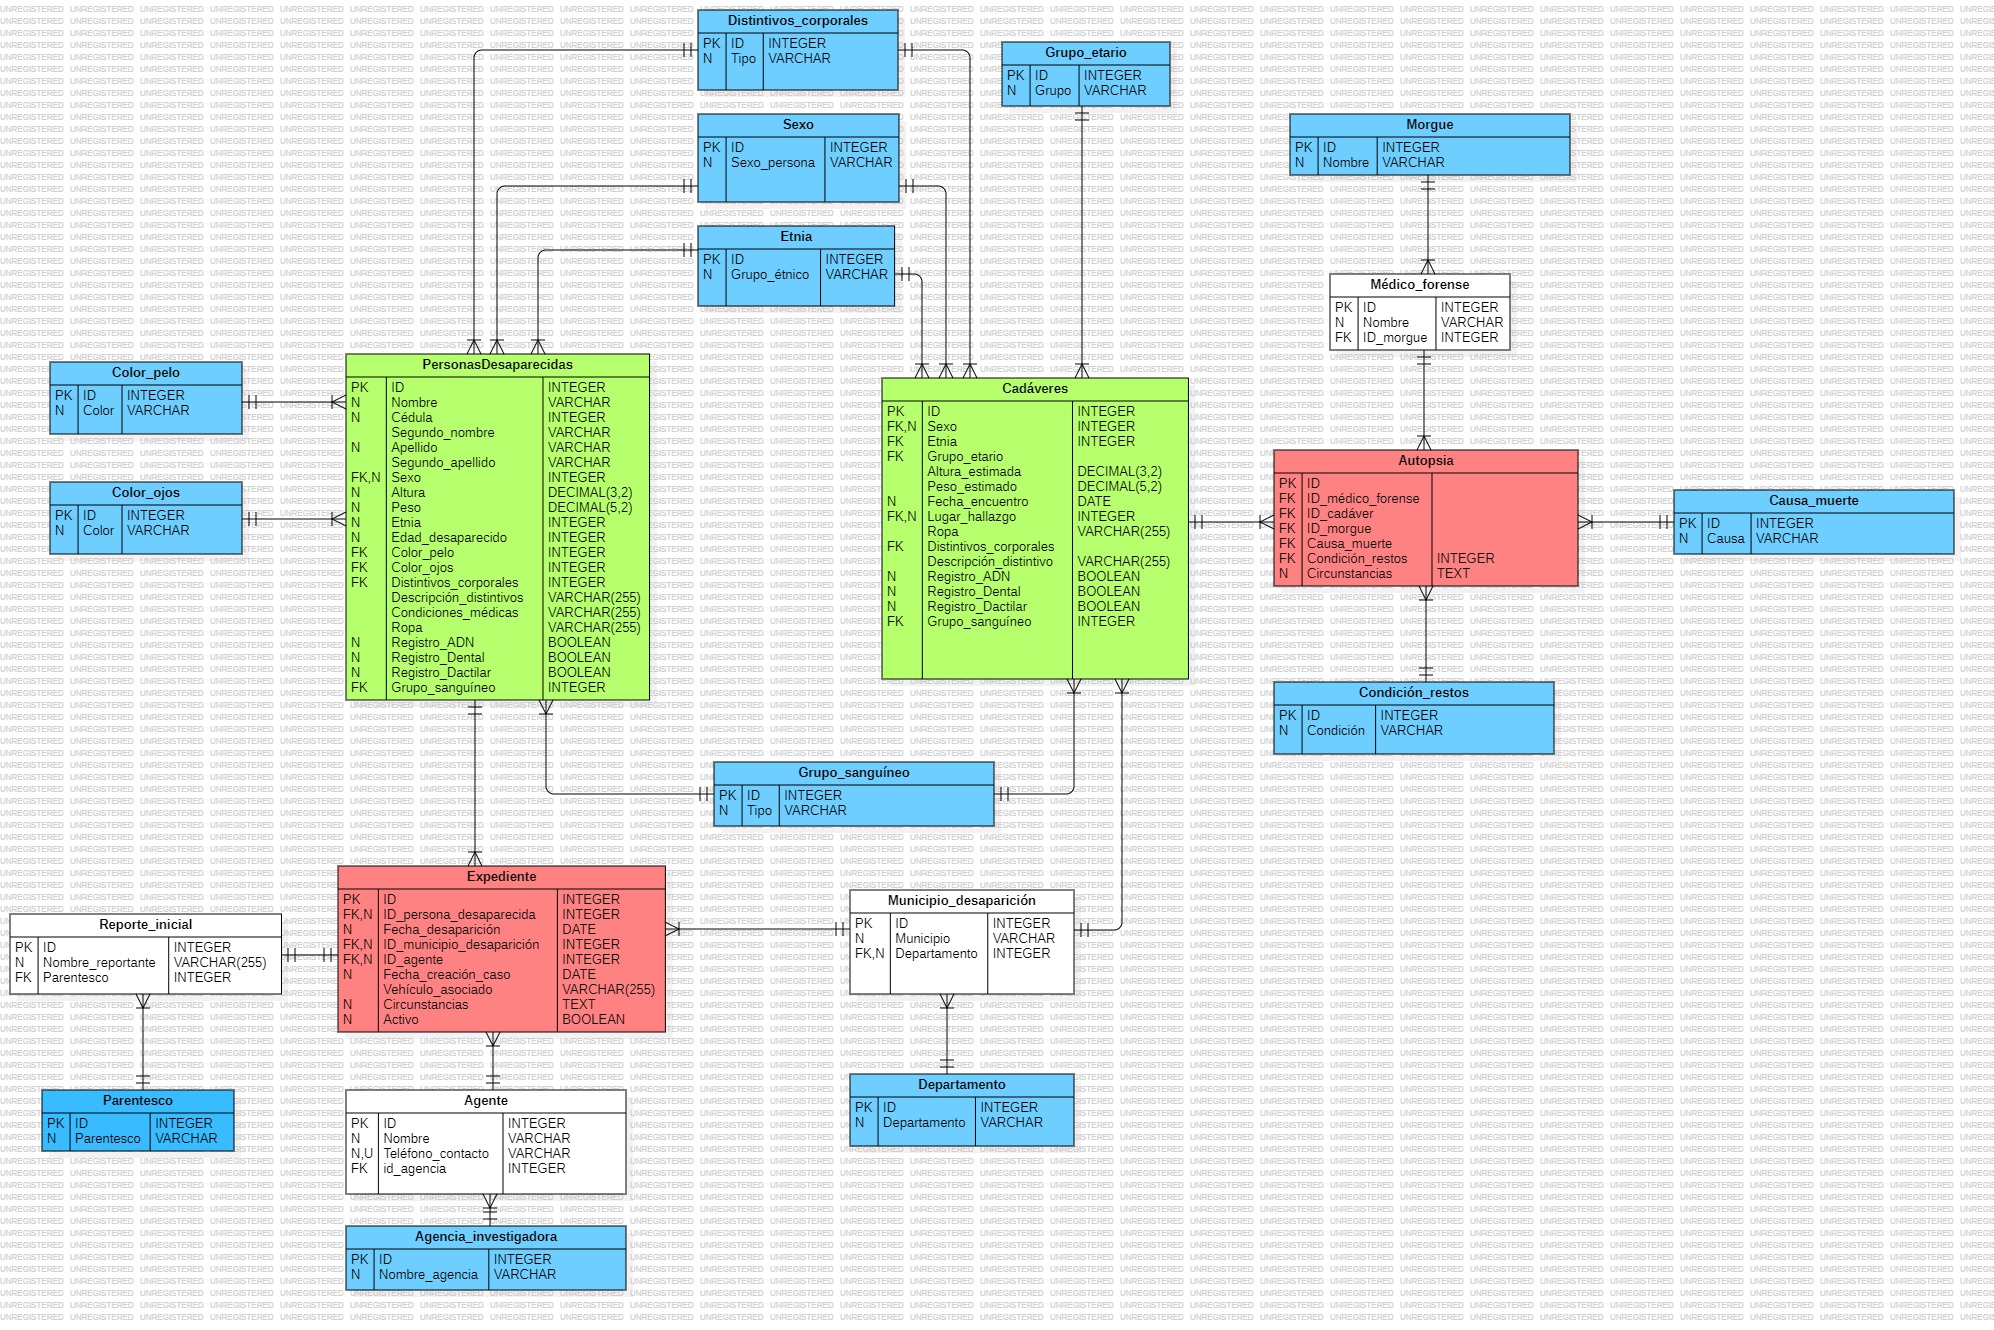 Distintivos_corporales
PK ID INTEGER
N Tipo VARCHAR
Grupo_etario
PK ID INTEGER
N Grupo VARCHAR
Sexo
PK ID INTEGER
N Sexo_persona VARCHAR
Morgue
PK ID INTEGER
N Nombre VARCHAR
Etnia
PK ID INTEGER
N Grupo_étnico VARCHAR
Médico_forense
PK ID INTEGER
N Nombre VARCHAR
FK ID_morgue INTEGER
Color_pelo
PK ID INTEGER
N Color VARCHAR
Color_ojos
PK ID INTEGER
N Color VARCHAR
PersonasDesaparecidas
PK ID INTEGER
N Nombre VARCHAR
N Cédula INTEGER
Segundo_nombre VARCHAR
N Apellido VARCHAR
Segundo_apellido VARCHAR
FK,N Sexo INTEGER
N Altura DECIMAL(3,2)
N Peso DECIMAL(5,2)
N Etnia INTEGER
N Edad_desaparecido INTEGER
FK Color_pelo INTEGER
FK Color_ojos INTEGER
FK Distintivos_corporales INTEGER
Descripción_distintivos VARCHAR(255)
Condiciones_médicas VARCHAR(255)
Ropa VARCHAR(255)
N Registro_ADN BOOLEAN
N Registro_Dental BOOLEAN
N Registro_Dactilar BOOLEAN
FK Grupo_sanguíneo INTEGER
Cadáveres
PK ID INTEGER
FK,N Sexo INTEGER
FK Etnia INTEGER
FK Grupo_etario
Altura_estimada DECIMAL(3,2)
Peso_estimado DECIMAL(5,2)
N Fecha_encuentro DATE
FK,N Lugar_hallazgo INTEGER
Ropa VARCHAR(255)
FK Distintivos_corporales
Descripción_distintivo VARCHAR(255)
N Registro_ADN BOOLEAN
N Registro_Dental BOOLEAN
N Registro_Dactilar BOOLEAN
FK Grupo_sanguíneo INTEGER
Autopsia
PK ID
FK ID_médico_forense
FK ID_cadáver
FK ID_morgue
FK Causa_muerte
FK Condición_restos INTEGER
N Circunstancias TEXT
Causa_muerte
PK ID INTEGER
N Causa VARCHAR
Condición_restos
PK ID INTEGER
N Condición VARCHAR
Grupo_sanguíneo
PK ID INTEGER
N Tipo VARCHAR
Expediente
PK ID INTEGER
FK,N ID_persona_desaparecida INTEGER
N Fecha_desaparición DATE
FK,N ID_municipio_desaparición INTEGER
FK,N ID_agente INTEGER
N Fecha_creación_caso DATE
Vehículo_asociado VARCHAR(255)
N Circunstancias TEXT
N Activo BOOLEAN
Municipio_desaparición
PK ID INTEGER
N Municipio VARCHAR
FK,N Departamento INTEGER
Reporte_inicial
PK ID INTEGER
N Nombre_reportante VARCHAR(255)
FK Parentesco INTEGER
Parentesco
PK ID INTEGER
N Parentesco VARCHAR
Agente
PK ID INTEGER
N Nombre VARCHAR
N,U Teléfono_contacto VARCHAR
FK id_agencia INTEGER
Departamento
PK ID INTEGER
N Departamento VARCHAR
Agencia_investigadora
PK ID INTEGER
N Nombre_agencia VARCHAR
UNREGISTERED